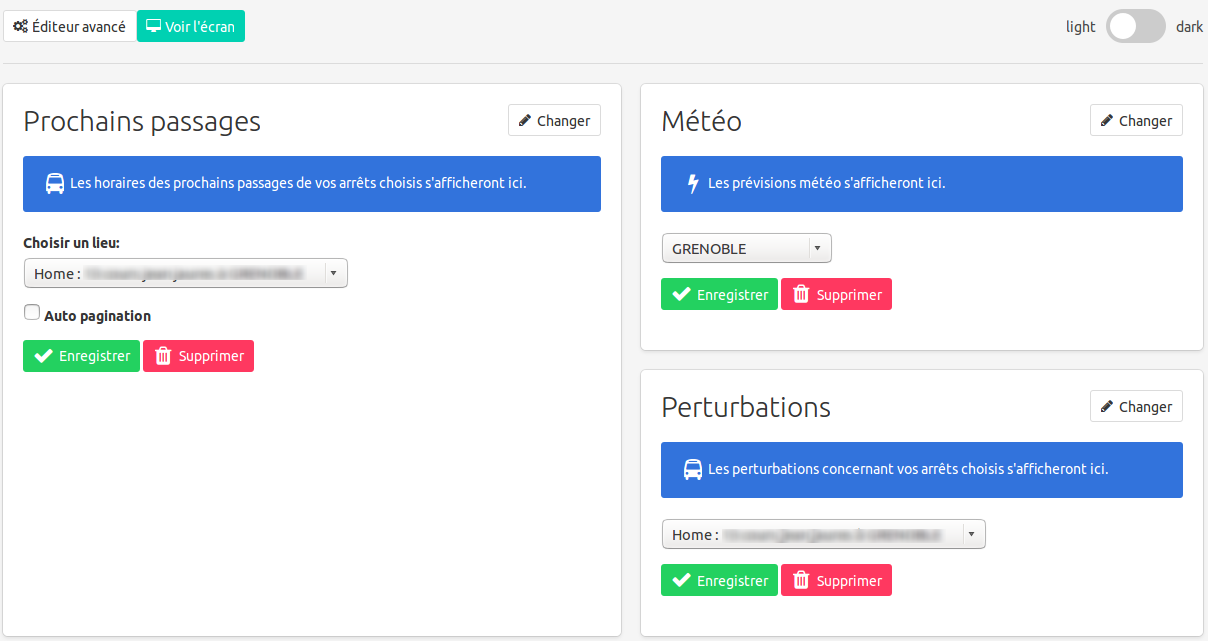 Éditeur avancé
Voir l'écran
light
dark
Prochains passages
Changer
Les horaires des prochains passages de vos arrêts choisis s'afficheront ici.
Choisir un lieu:
Home :
Auto pagination
Enregistrer
Supprimer
Météo
Changer
Les prévisions météo s'afficheront ici.
GRENOBLE
Enregistrer
Supprimer
Perturbations
Changer
Les perturbations concernant vos arrêts choisis s'afficheront ici.
Home :
Enregistrer
Supprimer